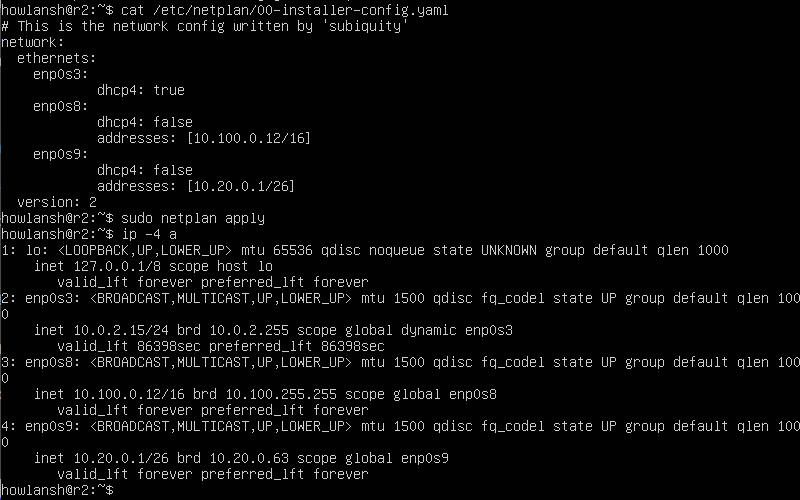 howlansh@r2:~$ cat /etc/netplan/00-installer-config.yaml
# This is the network config written by 'subiquity'
network:
  ethernets:
    enp0s3:
            dhcp4: true
    enp0s8:
            dhcp4: false
            addresses: [10.100.0.12/16]
    enp0s9:
            dhcp4: false
            addresses: [10.20.0.1/26]
  version: 2
howlansh@r2:~$ sudo netplan apply
howlansh@r2:~$ ip -4 a
1: lo: <LOOPBACK,UP,LOWER_UP> mtu 65536 qdisc noqueue state UNKNOWN group default qlen 1000
    inet 127.0.0.1/8 scope host lo
       valid_lft forever preferred_lft forever
2: enp0s3: <BROADCAST,MULTICAST,UP,LOWER_UP> mtu 1500 qdisc fq_codel state UP group default qlen 100
0
    inet 10.0.2.15/24 brd 10.0.2.255 scope global dynamic enp0s3
       valid_lft 86398sec preferred_lft 86398sec
3: enp0s8: <BROADCAST,MULTICAST,UP,LOWER_UP> mtu 1500 qdisc fq_codel state UP group default qlen 100
0
    inet 10.100.0.12/16 brd 10.100.255.255 scope global enp0s8
       valid_lft forever preferred_lft forever
4: enp0s9: <BROADCAST,MULTICAST,UP,LOWER_UP> mtu 1500 qdisc fq_codel state UP group default qlen 100
0
    inet 10.20.0.1/26 brd 10.20.0.63 scope global enp0s9
       valid_lft forever preferred_lft forever
howlansh@r2:~$